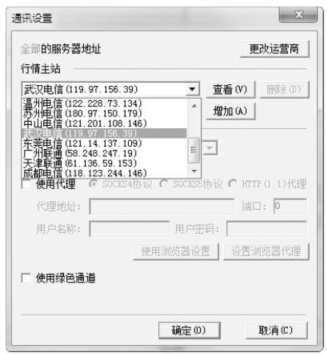 通讯设置
全部的服务器地址
更改运营商
行情主站
武汉电信(119.97.156.39)
查看(V)
删除(D)
温州电信(122.228.73.134)
苏州电信(180.97.150.179)
增加(A)
中山电信(121.201.108.146)
武汉电信(119.97.156.39)
东莞电信(121.14.137.109)
广州联通(58.248.247.19)
天津联通(61.136.59.153)
成都电信(118.123.244.146)
使用代理
SOCKS4协议
SOCKS5协议
HTTP(1.1)代理
代理地址:
端口:
0
用户名称:
用户密码:
使用浏览器设置
设置浏览器代理
使用绿色通道
确定(O)
取消(C)